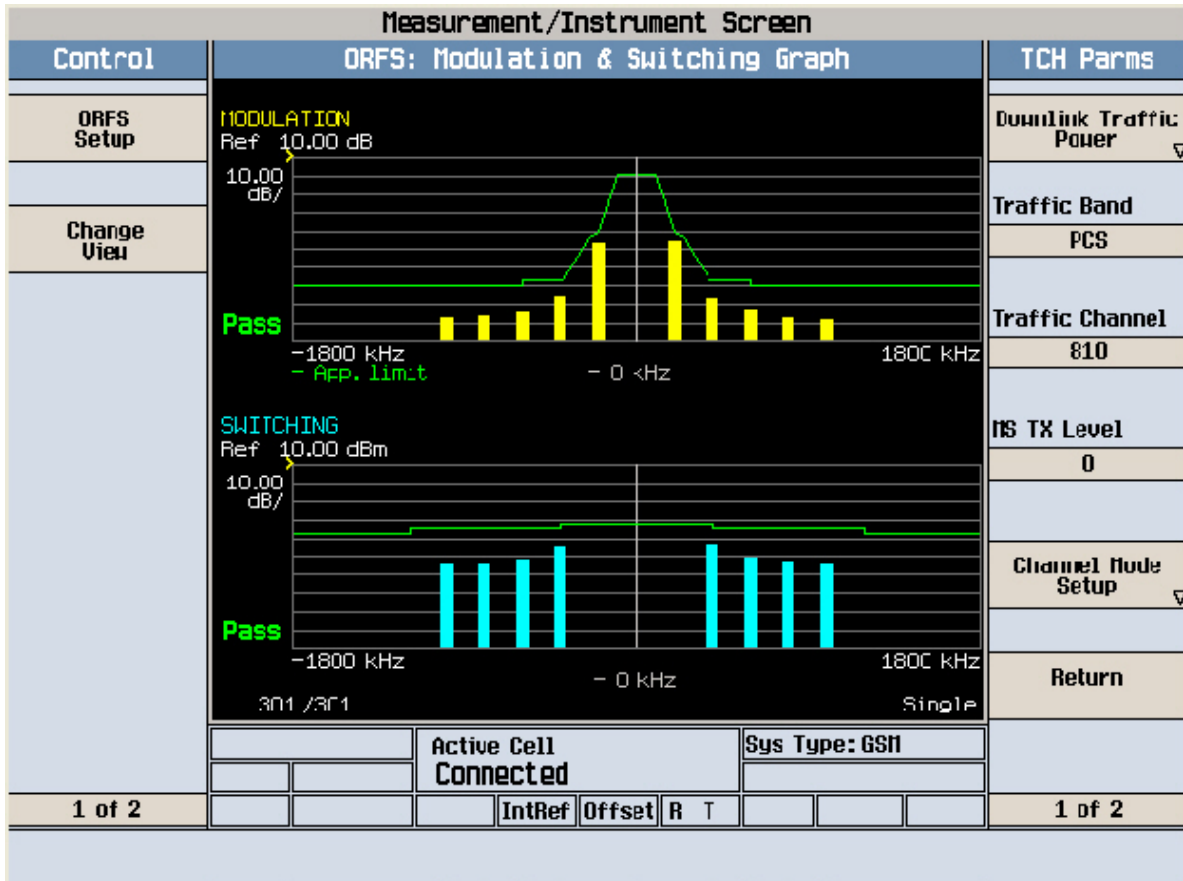 Measurement/Instrument Screen
Control
ORFS: Modulation & Switching Graph
TCH Parms
ORFS
Setup
Change
View
1 of 2
MODULATION
Ref 10.00 dB
10.00
dB/
Pass
-1800 kHz
1800 kHz
- App. limit
- 0 kHz
SWITCHING
Ref 10.00 dBm
10.00
dB/
Pass
-1800 kHz
1800 kHz
- 0 kHz
301/301
Single
Downlink Traffic
Power
Traffic Band
PCS
Traffic Channel
810
MS TX Level
0
Channel Mode
Setup
Return
1 of 2
Active Cell
Connected
Sys Type: GSM
IntRef
Offset
R T